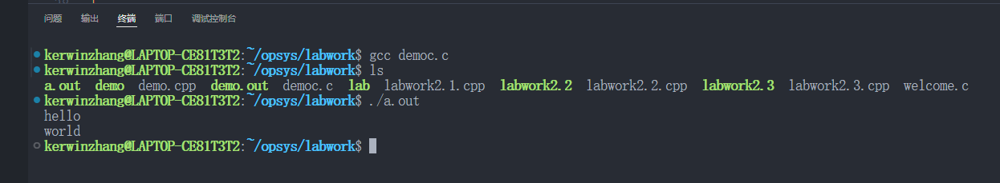 问题 输出 终端 端口 调试控制台
kerwinzhang@LAPTOP-CE81T3T2:~/opsys/labwork$ gcc democ.c
kerwinzhang@LAPTOP-CE81T3T2:~/opsys/labwork$ ls
a.out demo demo.cpp demo.out democ.c lab labwork2.1.cpp labwork2.2 labwork2.2.cpp labwork2.3 labwork2.3.cpp welcome.c
kerwinzhang@LAPTOP-CE81T3T2:~/opsys/labwork$ ./a.out
hello
world
kerwinzhang@LAPTOP-CE81T3T2:~/opsys/labwork$